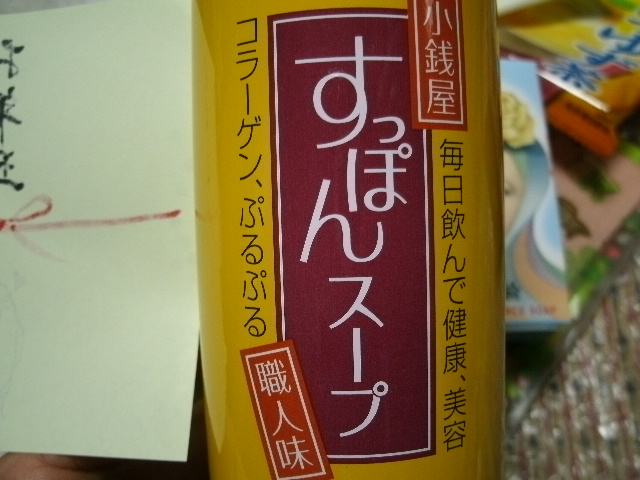 小銭屋
毎日飲んで健康、美容
すっぽんスープ
コラーゲン、ぷるぷる
職人味